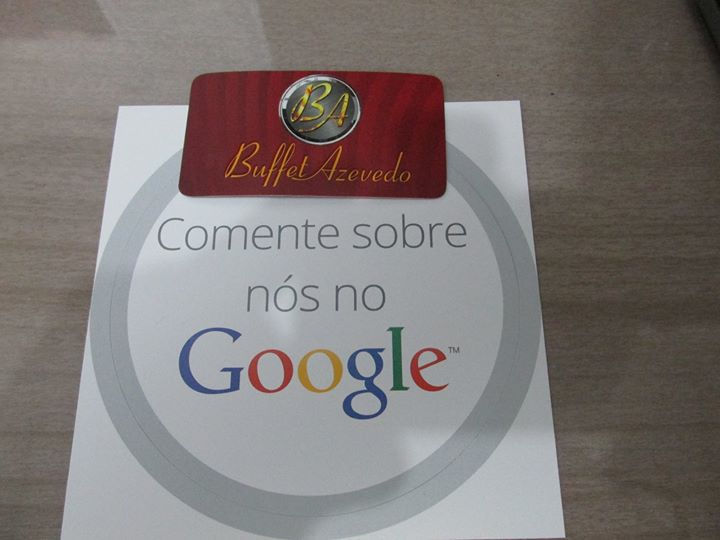 BA
Buffet Azevedo
Comente sobre
nós no
Google™